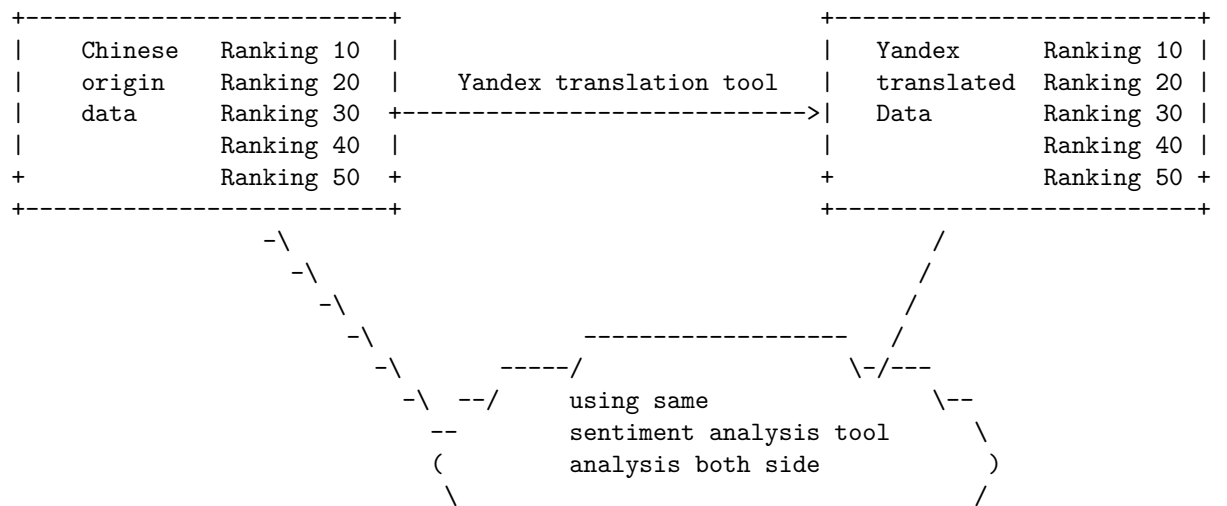 Chinese Ranking 10
origin Ranking 20
data Ranking 30
Ranking 40
Ranking 50
Yandex translation tool
Yandex Ranking 10
translated Ranking 20
Data Ranking 30
Ranking 40
Ranking 50
using same
sentiment analysis tool
analysis both side